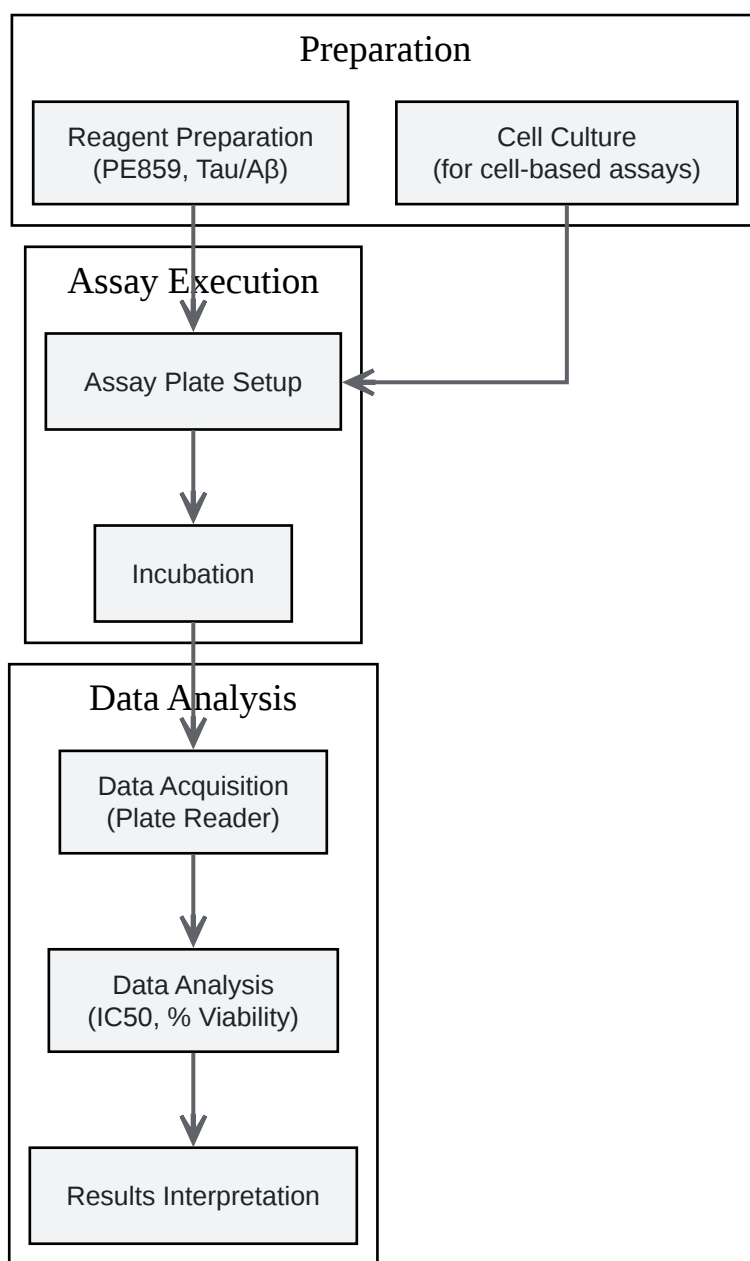 Preparation
Reagent Preparation
(PE859, Tau/Aβ)
Cell Culture
(for cell-based assays)
Assay Execution
Assay Plate Setup
Incubation
Data Analysis
Data Acquisition
(Plate Reader)
Data Analysis
(IC50, % Viability)
Results Interpretation